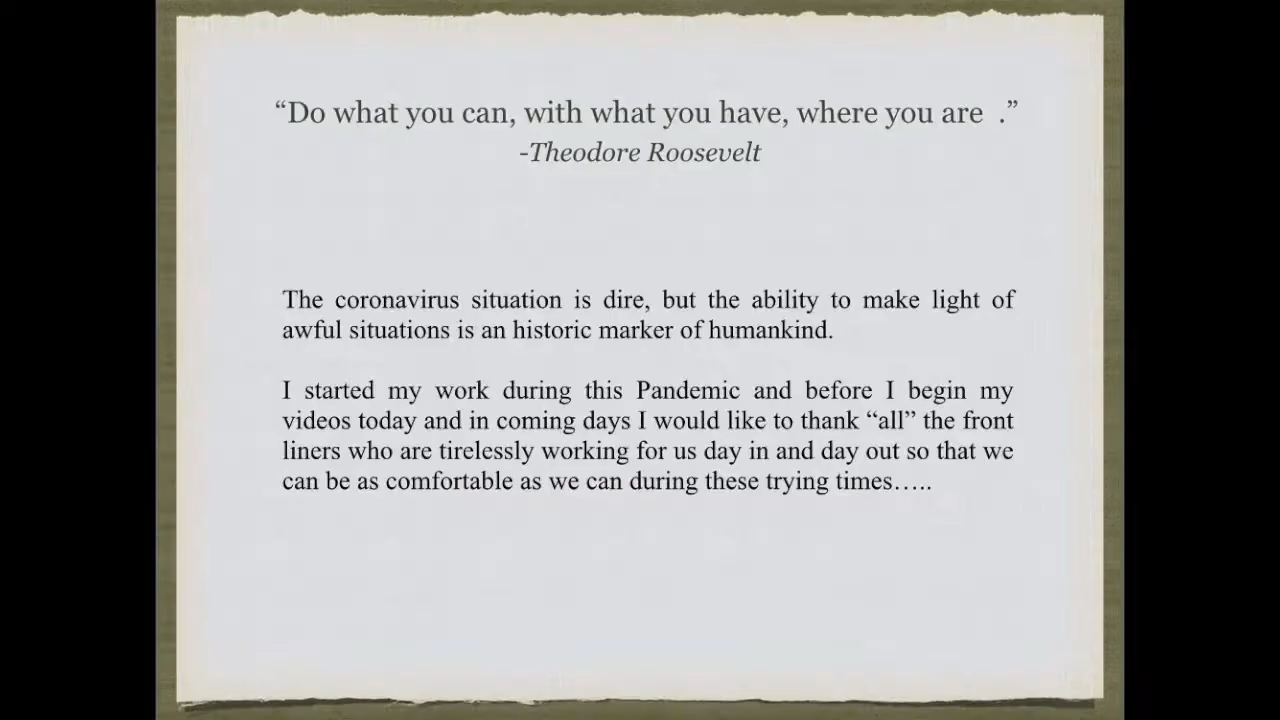 “Do what you can, with what you have, where you are  .”
-Theodore Roosevelt
The coronavirus situation is dire, but the ability to make light of
awful situations is an historic marker of humankind.
I started my work during this Pandemic and before I begin my
videos today and in coming days I would like to thank “all” the front
liners who are tirelessly working for us day in and day out so that we
can be as comfortable as we can during these trying times…..